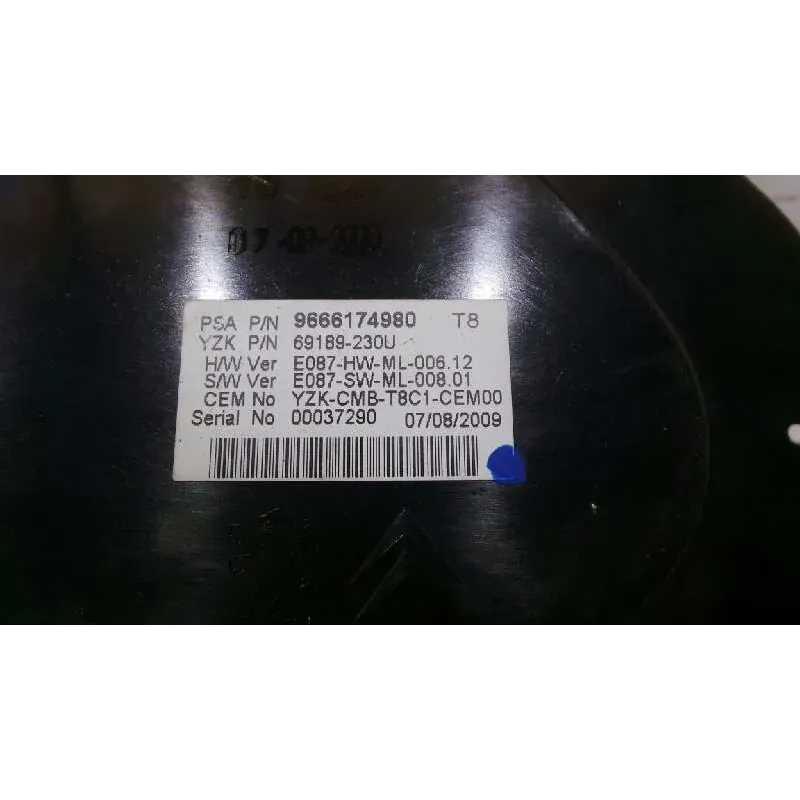 PSA P/N 9666174980 T8
YZK P/N 69189-230U
H/W Ver E087-HW-ML-006.12
S/W Ver E087-SW-ML-008.01
CEM No YZK-CMB-T8C1-CEM00
Serial No 00037290 07/08/2009